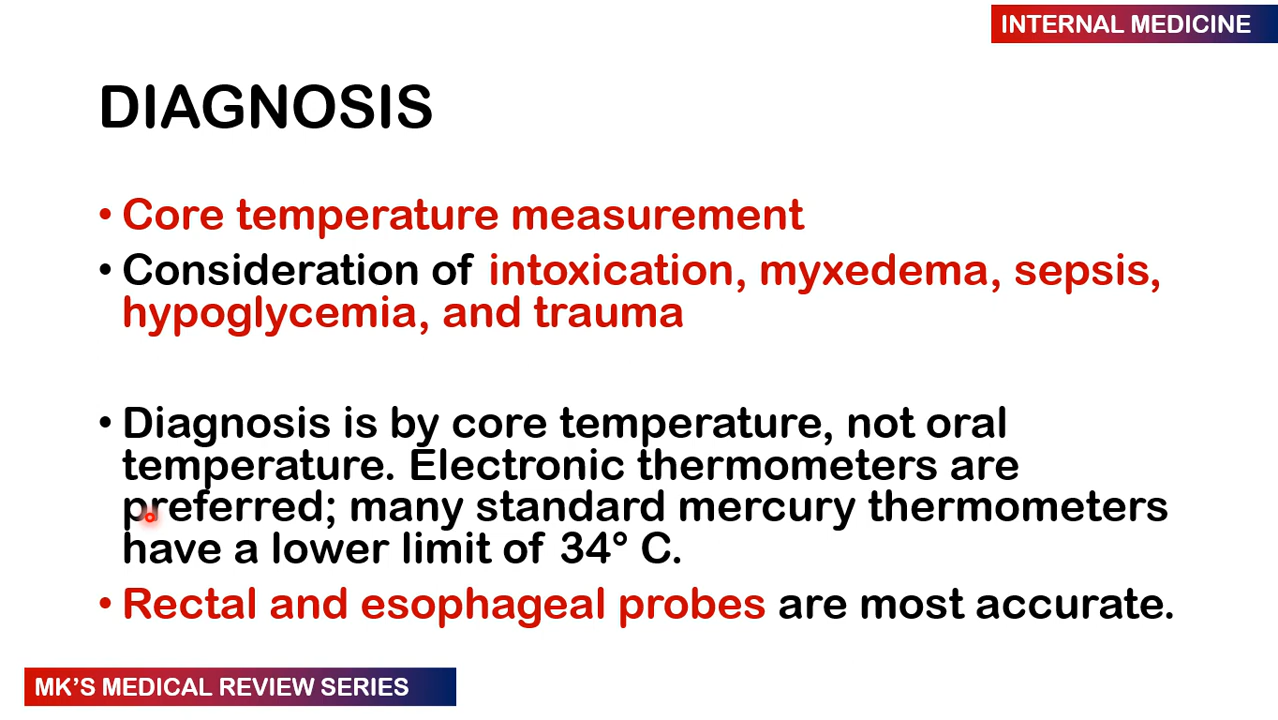 INTERNAL MEDICINE
DIAGNOSIS
• Core temperature measurement
• Consideration of intoxication, myxedema, sepsis,
hypoglycemia, and trauma
• Diagnosis is by core temperature, not oral
temperature. Electronic thermometers are
preferred; many standard mercury thermometers
have a lower limit of 34° C.
• Rectal and esophageal probes are most accurate.
MK'S MEDICAL REVIEW SERIES